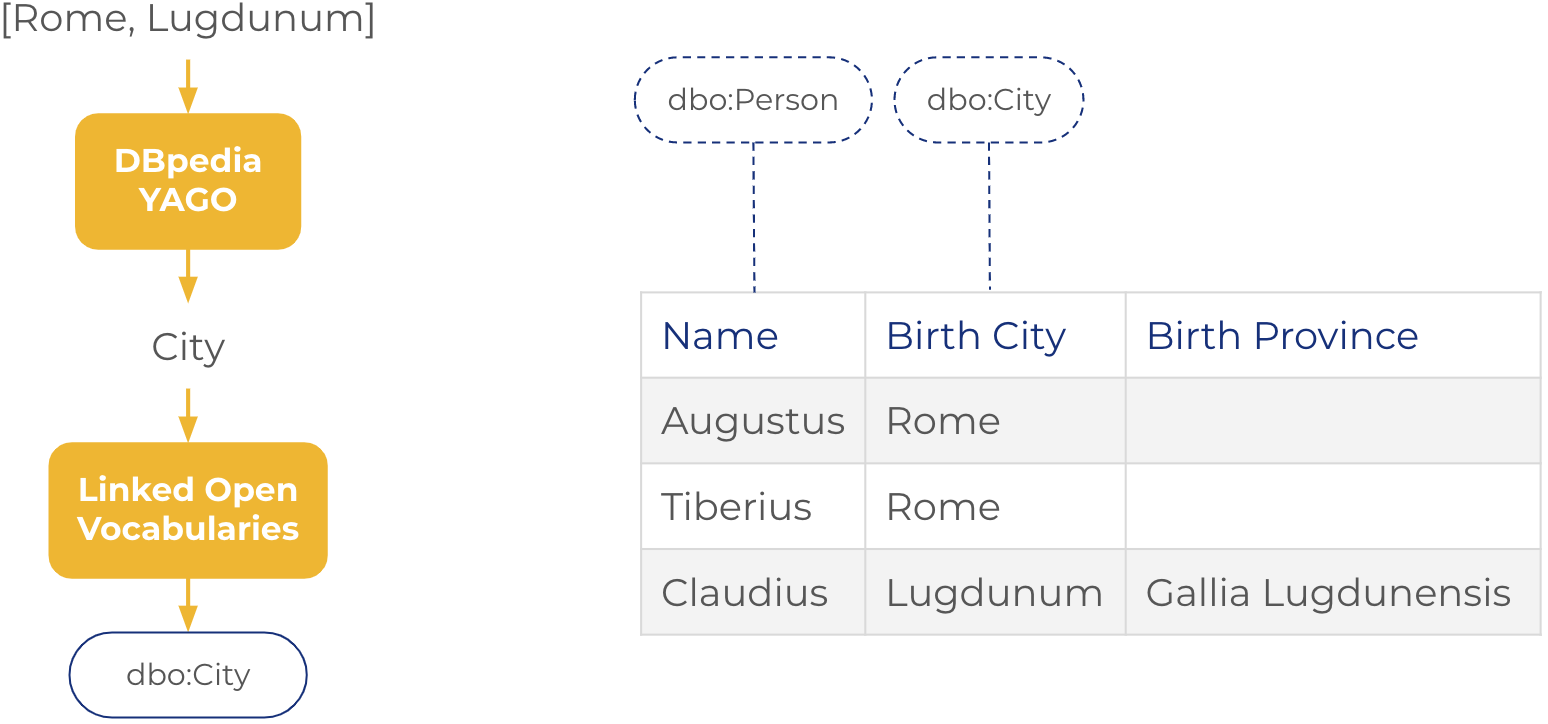 [Rome, Lugdunum]
DBpedia
YAGO
City
Linked Open
Vocabularies
dbo:City
dbo:Person dbo:City
Name Birth City Birth Province
Augustus Rome
Tiberius Rome
Claudius Lugdunum Gallia Lugdunensis